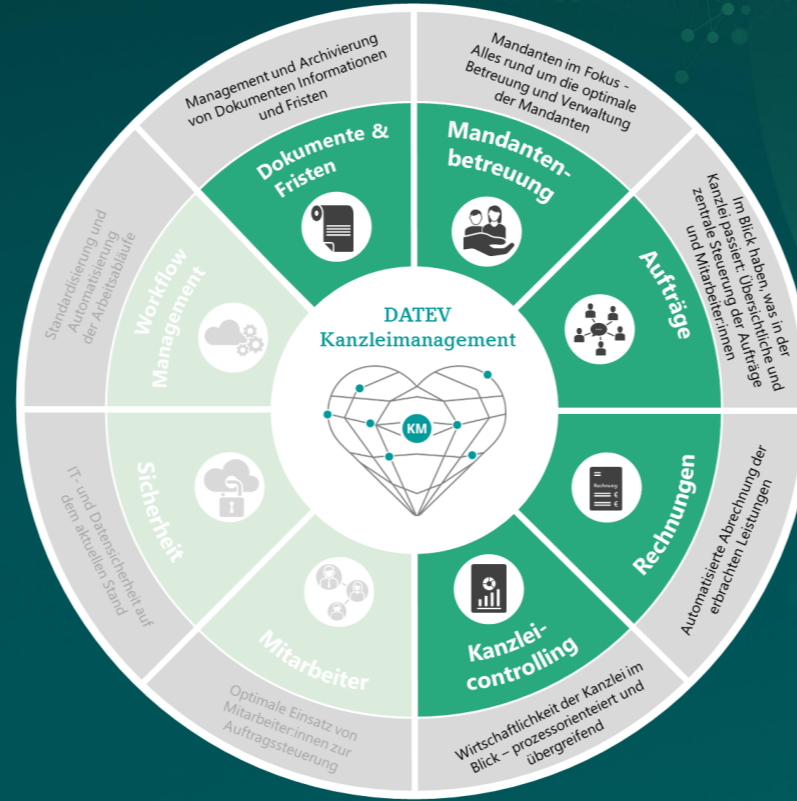 DATEV
Kanzleimanagement
KM
Mandanten im Fokus -
Alles rund um die optimale
Betreuung und Verwaltung
der Mandanten
Mandanten-
betreuung
Im Blick haben, was in der
Kanzlei passiert: Übersichtliche und
zentrale Steuerung der Aufträge
und Mitarbeiter:innen
Aufträge
Automatisierte Abrechnung der
erbrachten Leistungen
Rechnungen
Rechnung
Wirtschaftlichkeit der Kanzlei im
Blick – prozessorienteiert und
übergreifend
Kanzlei-
controlling
Optimale Einsatz von
Mitarbeiter:innen zur
Auftragssteuerung
Mitarbeiter
IT- und Datensicherheit auf
dem aktuellen Stand
Sicherheit
Standardisierung und
Automatisierung
der Arbeitsabläufe
Workflow
Management
Management und Archivierung
von Dokumenten Informationen
und Fristen
Dokumente &
Fristen